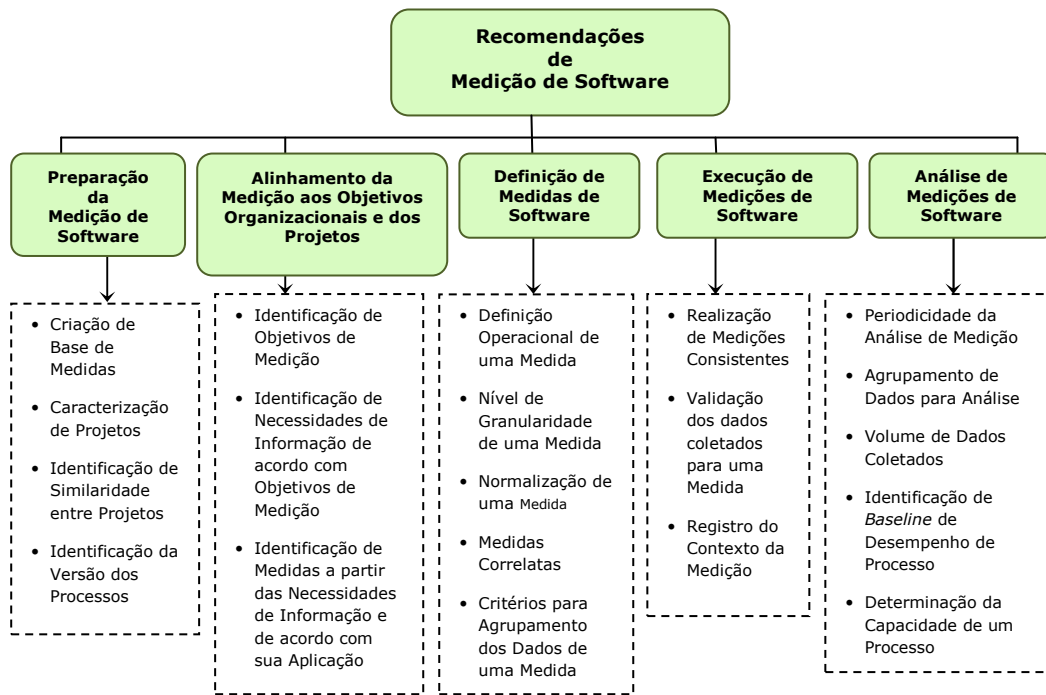 Recomendações
de
Medição de Software
Preparação
da
Medição de
Software
Alinhamento da
Medição aos Objetivos
Organizacionais e dos
Projetos
Definição de
Medidas de
Software
Execução de
Medições de
Software
Análise de
Medições de
Software
• Criação de
Base de
Medidas
• Caracterização
de Projetos
• Identificação de
Similaridade
entre Projetos
• Identificação da
Versão dos
Processos
• Identificação de
Objetivos de
Medição
• Identificação de
Necessidades de
Informação de
acordo com
Objetivos de
Medição
• Identificação de
Medidas a partir
das Necessidades
de Informação e
de acordo com
sua Aplicação
• Definição
Operacional de
uma Medida
• Nível de
Granularidade
de uma Medida
• Normalização de
uma Medida
• Medidas
Correlatas
• Critérios para
Agrupamento
dos Dados de
uma Medida
• Realização
de Medições
Consistentes
• Validação
dos dados
coletados
para uma
Medida
• Registro do
Contexto da
Medição
• Periodicidade da
Análise de Medição
• Agrupamento de
Dados para Análise
• Volume de Dados
Coletados
• Identificação de
Baseline de
Desempenho de
Processo
• Determinação da
Capacidade de um
Processo